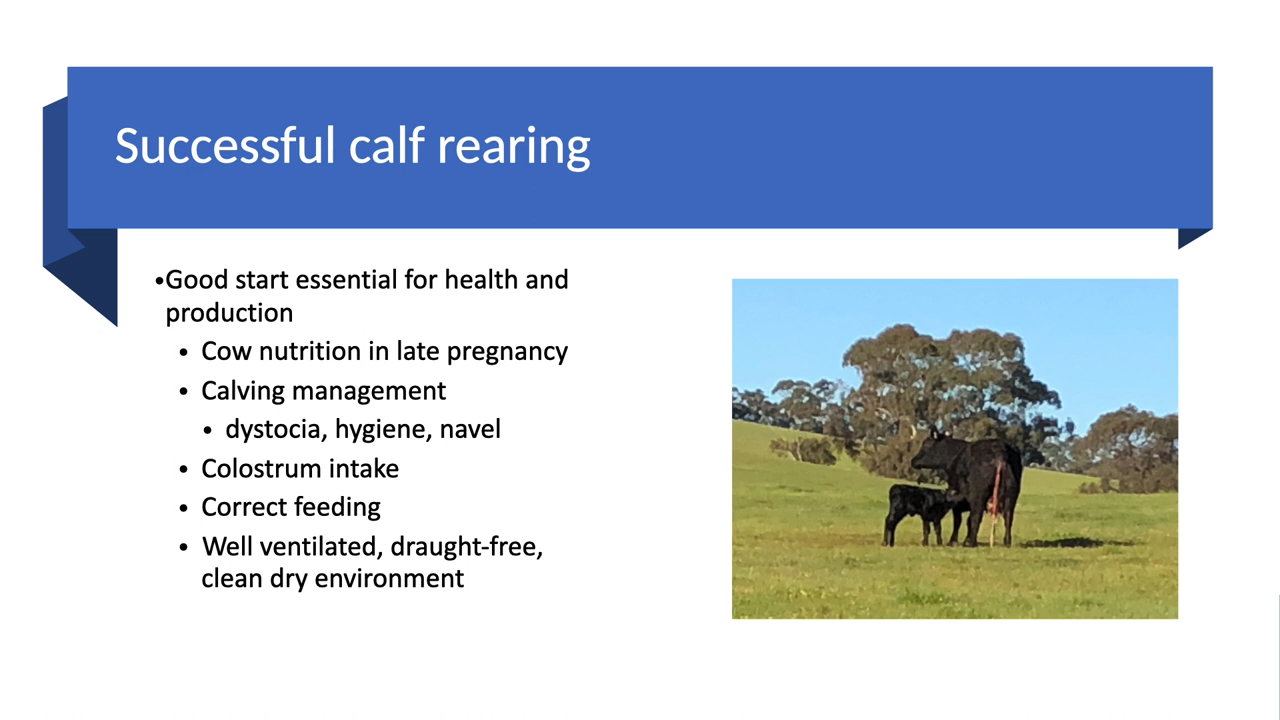 Successful calf rearing
•Good start essential for health and
production
• Cow nutrition in late pregnancy
• Calving management
• dystocia, hygiene, navel
• Colostrum intake
• Correct feeding
• Well ventilated, draught-free,
clean dry environment